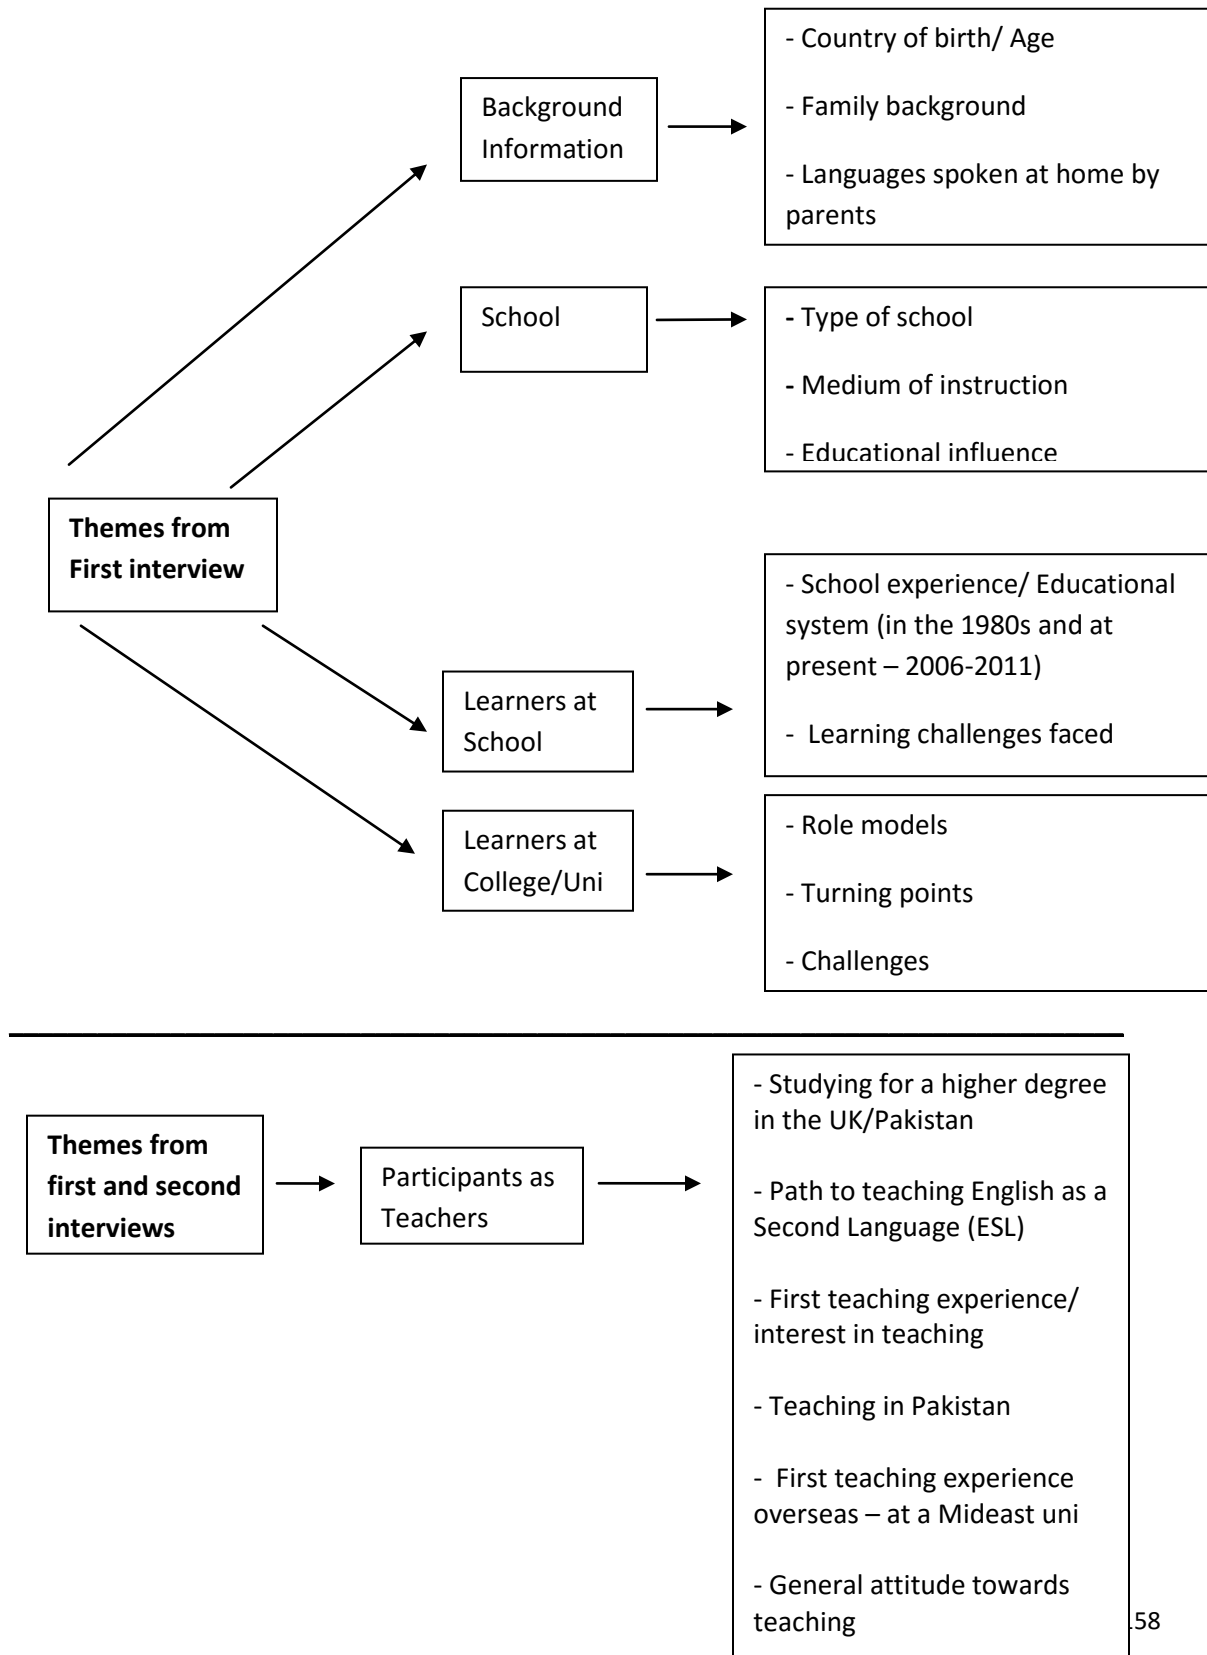 Background
Information
- Country of birth/ Age
- Family background
- Languages spoken at home by
parents
School
- Type of school
- Medium of instruction
- Educational influence
Themes from
First interview
Learners at
School
- School experience/ Educational
system (in the 1980s and at
present – 2006-2011)
- Learning challenges faced
Learners at
College/Uni
- Role models
- Turning points
- Challenges
Themes from
first and second
interviews
Participants as
Teachers
- Studying for a higher degree
in the UK/Pakistan
- Path to teaching English as a
Second Language (ESL)
- First teaching experience/
interest in teaching
- Teaching in Pakistan
- First teaching experience
overseas – at a Mideast uni
- General attitude towards
teaching
58